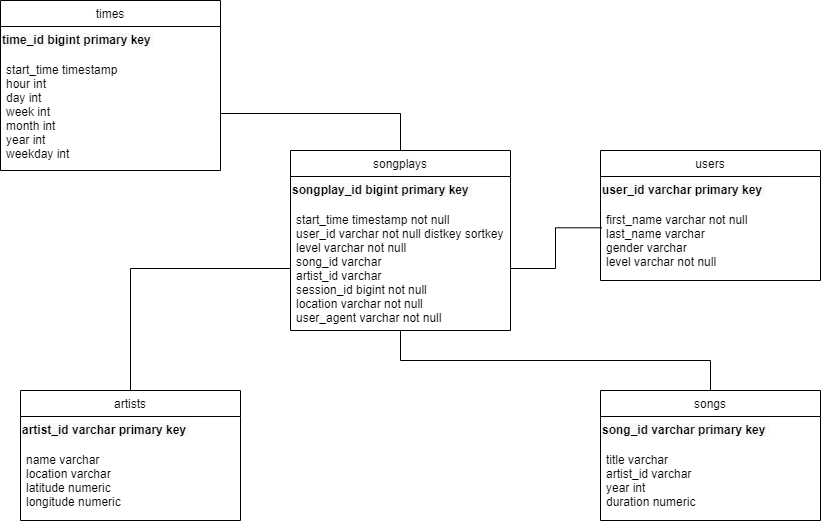 times
time_id bigint primary key
start_time timestamp
hour int
day int
week int
month int
year int
weekday int
songplays
songplay_id bigint primary key
start_time timestamp not null
user_id varchar not null distkey sortkey
level varchar not null
song_id varchar
artist_id varchar
session_id bigint not null
location varchar not null
user_agent varchar not null
users
user_id varchar primary key
first_name varchar not null
last_name varchar
gender varchar
level varchar not null
artists
artist_id varchar primary key
name varchar
location varchar
latitude numeric
longitude numeric
songs
song_id varchar primary key
title varchar
artist_id varchar
year int
duration numeric